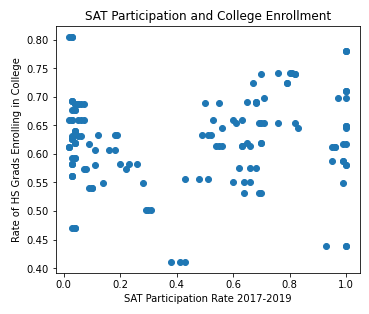 SAT Participation and College Enrollment
Rate of HS Grads Enrolling in College
0.80
0.75
0.70
0.65
0.60
0.55
0.50
0.45
0.40
0.0 0.2 0.4 0.6 0.8 1.0
SAT Participation Rate 2017-2019